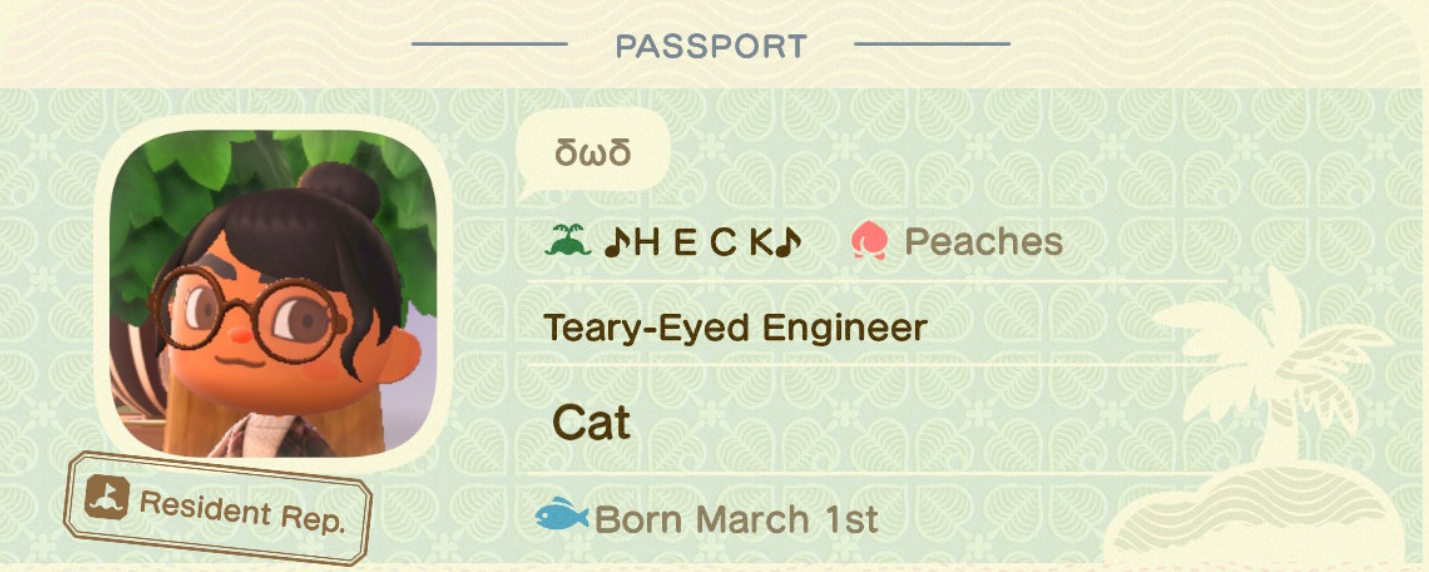 PASSPORT
δωδ
♪H E C K♪ Peaches
Teary-Eyed Engineer
Cat
Resident Rep.
Born March 1st